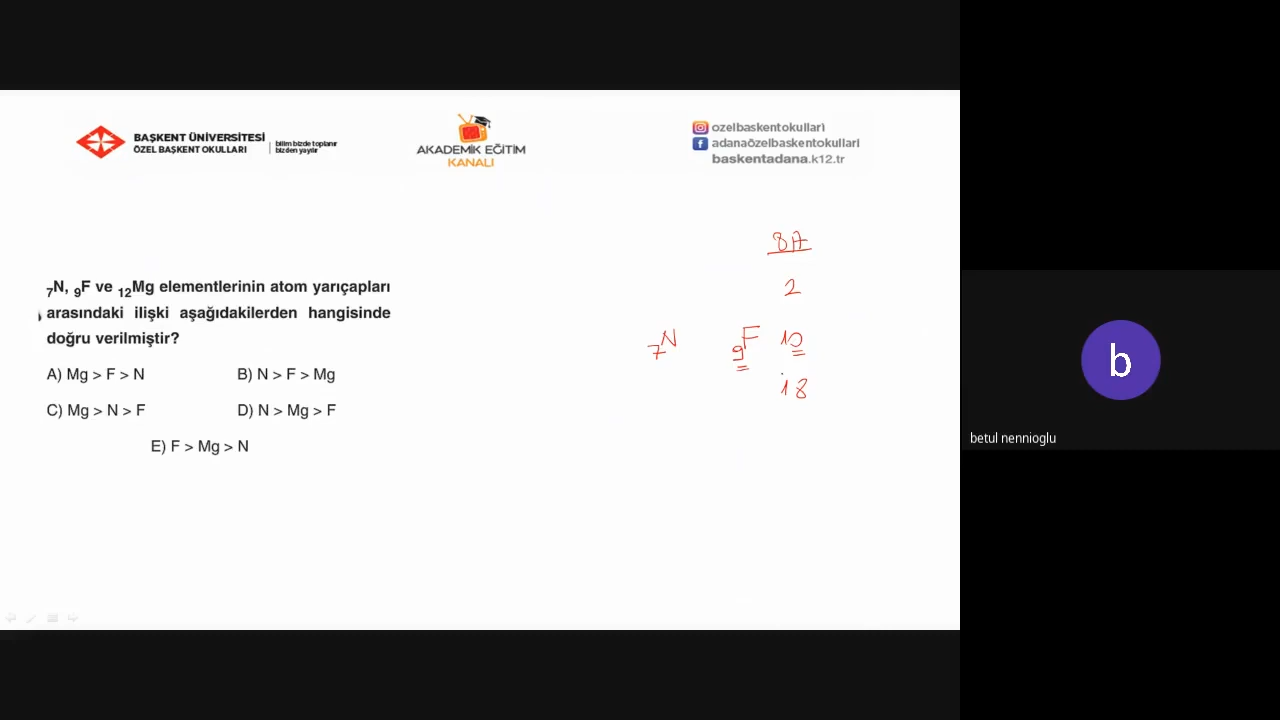 BAŞKENT ÜNİVERSİTESİ
ÖZEL BAŞKENT OKULLARI
bilim bizde toplanır
bizden yayılır
AKADEMİK EĞİTİM
KANALI
ozelbaskentokullari
adanaözelbaskentokullari
baskentadana.k12.tr
8A
2
₇N ₉F 10
18
₇N, ₉F ve ₁₂Mg elementlerinin atom yarıçapları
arasındaki ilişki aşağıdakilerden hangisinde
doğru verilmiştir?
A) Mg > F > N B) N > F > Mg
C) Mg > N > F D) N > Mg > F
E) F > Mg > N
b
betul nennioglu